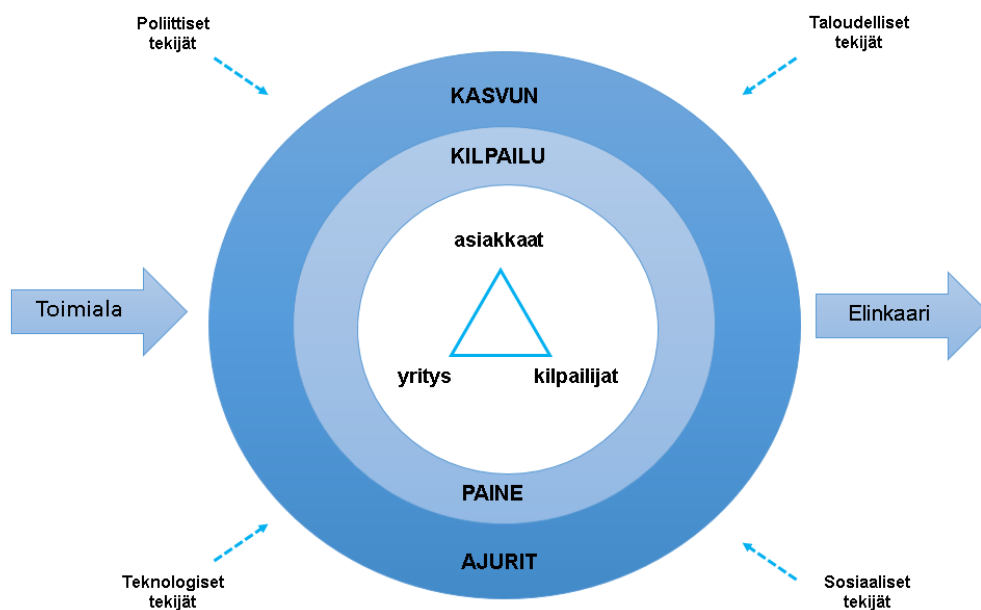 Poliittiset
tekijät
Taloudelliset
tekijät
KASVUN
KILPAILU
asiakkaat
Toimiala
Elinkaari
yritys
kilpailijat
PAINE
AJURIT
Teknologiset
tekijät
Sosiaaliset
tekijät